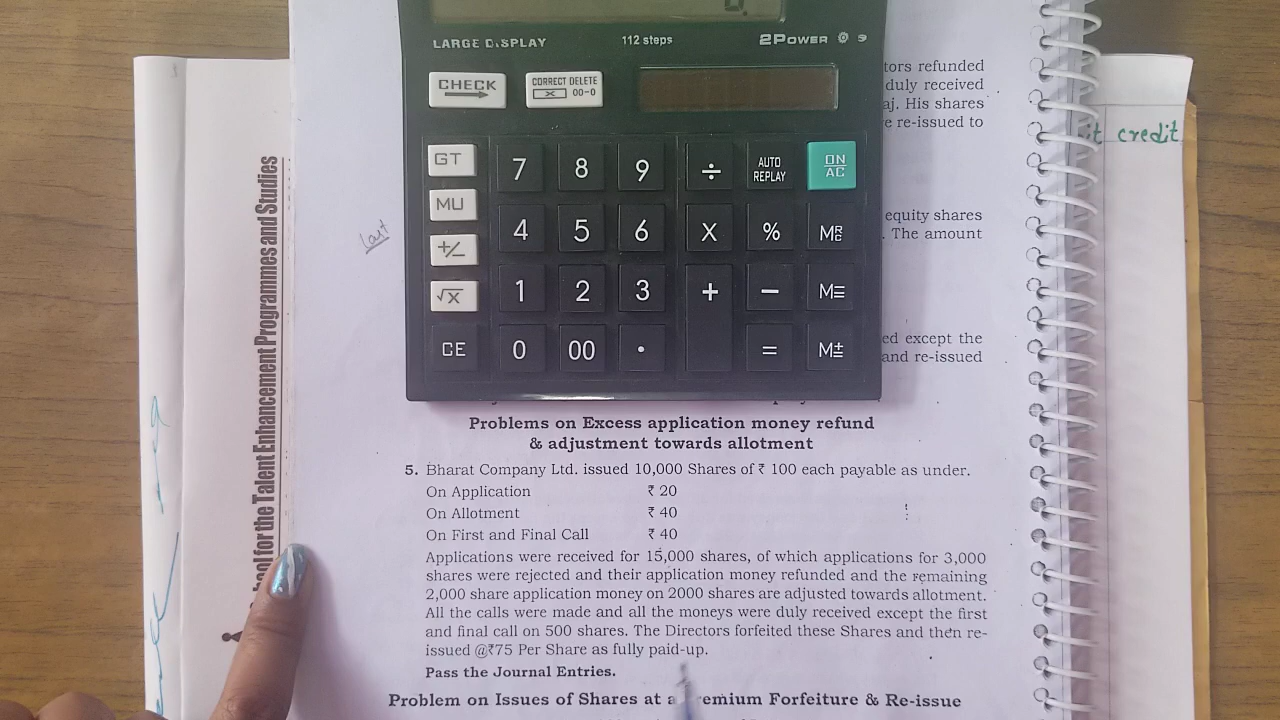 0.
LARGE DISPLAY 112 steps 2POWER
CHECK
CORRECT DELETE
00-0
GT 7 8 9 ÷ AUTO REPLAY ON AC
MU 4 5 6 X % MRC
+/- 1 2 3 + − M=
√x
CE 0 00 · = M±
tors refunded
duly received
aj. His shares
e re-issued to
it credit
equity shares
. The amount
Last
ed except the
and re-issued
ool for the Talent Enhancement Programmes and Studies
Problems on Excess application money refund
& adjustment towards allotment
5. Bharat Company Ltd. issued 10,000 Shares of ₹ 100 each payable as under.
On Application ₹ 20
On Allotment ₹ 40
On First and Final Call ₹ 40
Applications were received for 15,000 shares, of which applications for 3,000
shares were rejected and their application money refunded and the remaining
2,000 share application money on 2000 shares are adjusted towards allotment.
All the calls were made and all the moneys were duly received except the first
and final call on 500 shares. The Directors forfeited these Shares and then re-
issued @₹75 Per Share as fully paid-up.
Pass the Journal Entries.
Problem on Issues of Shares at a remium Forfeiture & Re-issue